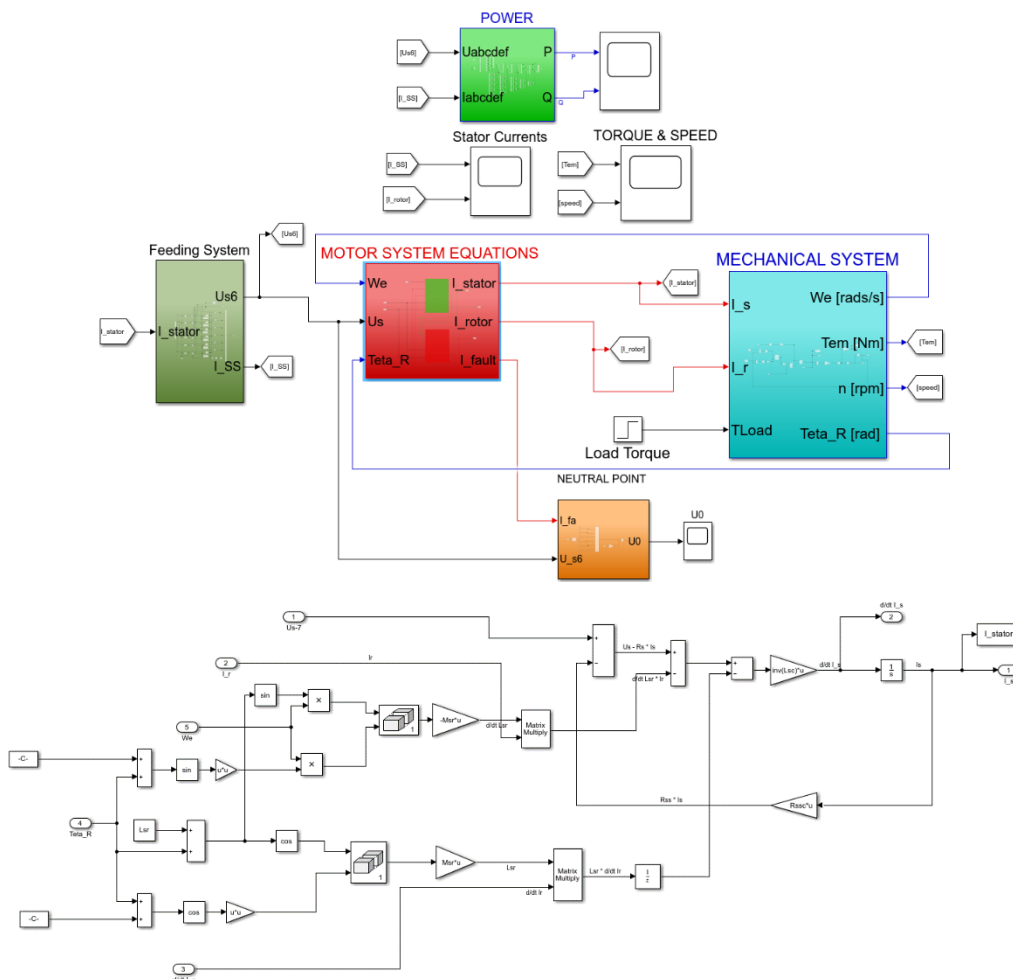 POWER
[Us6]
Uabcdef
P
P
[I_SS]
Iabcdef
Q
Q
Stator Currents
TORQUE & SPEED
[I_SS]
[Tem]
[I_rotor]
[speed]
[Us6]
Feeding System
MOTOR SYSTEM EQUATIONS
MECHANICAL SYSTEM
Us6
We
I_stator
[I_stator]
We [rads/s]
I_s
I_stator
I_stator
Us
I_rotor
Tem [Nm]
[Tem]
[I_rotor]
I_SS
[I_SS]
Teta_R
I_fault
I_r
n [rpm]
[speed]
TLoad
Teta_R [rad]
Load Torque
NEUTRAL POINT
U0
I_fa
U0
U_s6
d/dt I_s
1
2
Us-7
+
−
Us - Rs * Is
I_stator
2
Ir
I_r
+
−
+
−
inv(Lsc)*u
d/dt I_s
1
s
Is
1
I_s
d/dt Lsr * Ir
sin
×
1
-Msr*u
d/dt Lsr
Matrix
Multiply
5
We
-C-
+
+
sin
u*u
×
Rss * Is
Rssc*u
4
Teta_R
Lsr
+
+
cos
1
Msr*u
Lsr
Matrix
Multiply
Lsr * d/dt Ir
1
z
d/dt Ir
-C-
+
+
cos
u*u
3